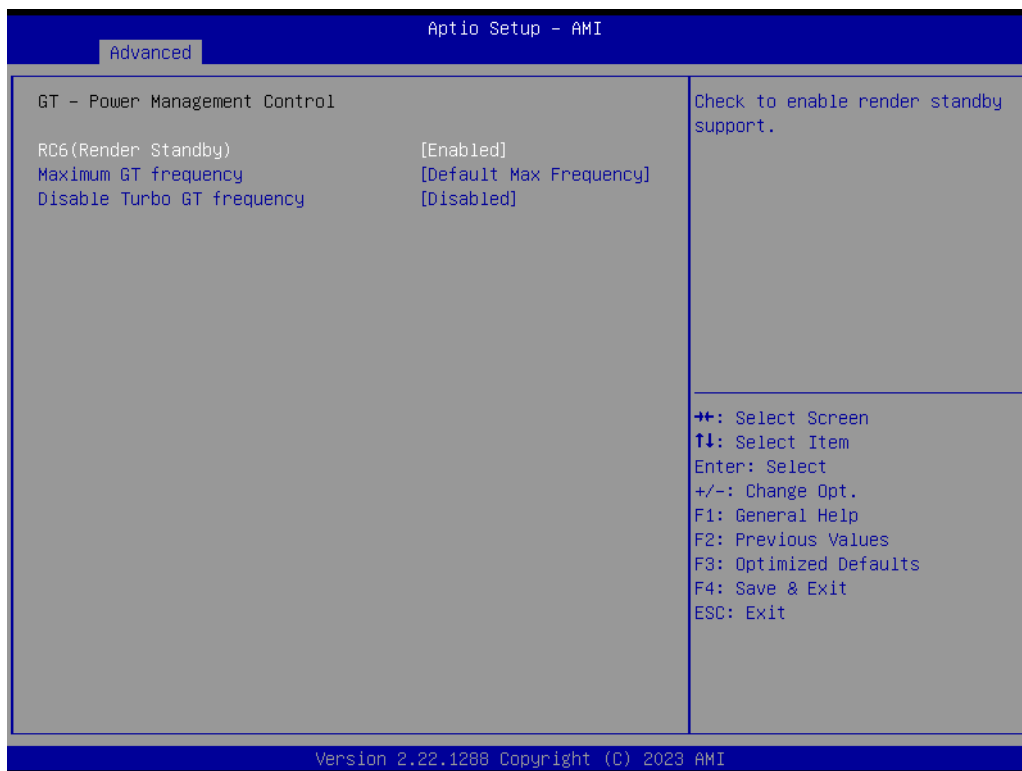 Aptio Setup – AMI
Advanced
GT – Power Management Control
RC6(Render Standby) [Enabled]
Maximum GT frequency [Default Max Frequency]
Disable Turbo GT frequency [Disabled]
Check to enable render standby
support.
→←: Select Screen
↑↓: Select Item
Enter: Select
+/-: Change Opt.
F1: General Help
F2: Previous Values
F3: Optimized Defaults
F4: Save & Exit
ESC: Exit
Version 2.22.1288 Copyright (C) 2023 AMI